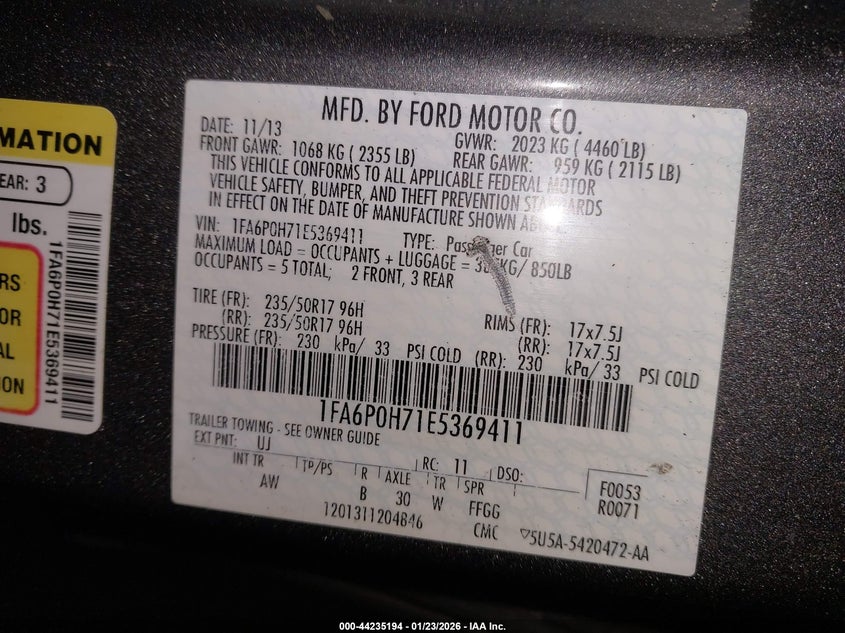 MATION
EAR: 3
lbs.
RS
OR
AL
ION
1FA6P0H71E5369411
MFD. BY FORD MOTOR CO.
DATE: 11/13 GVWR: 2023 KG ( 4460 LB)
FRONT GAWR: 1068 KG ( 2355 LB) REAR GAWR: 959 KG ( 2115 LB)
THIS VEHICLE CONFORMS TO ALL APPLICABLE FEDERAL MOTOR
VEHICLE SAFETY, BUMPER, AND THEFT PREVENTION STANDARDS
IN EFFECT ON THE DATE OF MANUFACTURE SHOWN ABOVE.
VIN: 1FA6P0H71E5369411 TYPE: Passenger Car
MAXIMUM LOAD = OCCUPANTS + LUGGAGE = KG/ 850LB
OCCUPANTS = 5 TOTAL; 2 FRONT, 3 REAR
TIRE (FR): 235/50R17 96H RIMS (FR): 17x7.5J
(RR): 235/50R17 96H (RR): 17x7.5J
PRESSURE (FR): 230 kPa/ 33 PSI COLD (RR): 230 kPa/ 33 PSI COLD
1FA6P0H71E5369411
TRAILER TOWING - SEE OWNER GUIDE
EXT PNT: UJ RC: 11 DSO:
INT TR TP/PS R AXLE TR SPR
AW B 30 W FFGG
F0053
R0071
1201311204846 CMC ▽5U5A-5420472-AA
000-44235194 - 01/23/2026 - IAA Inc.